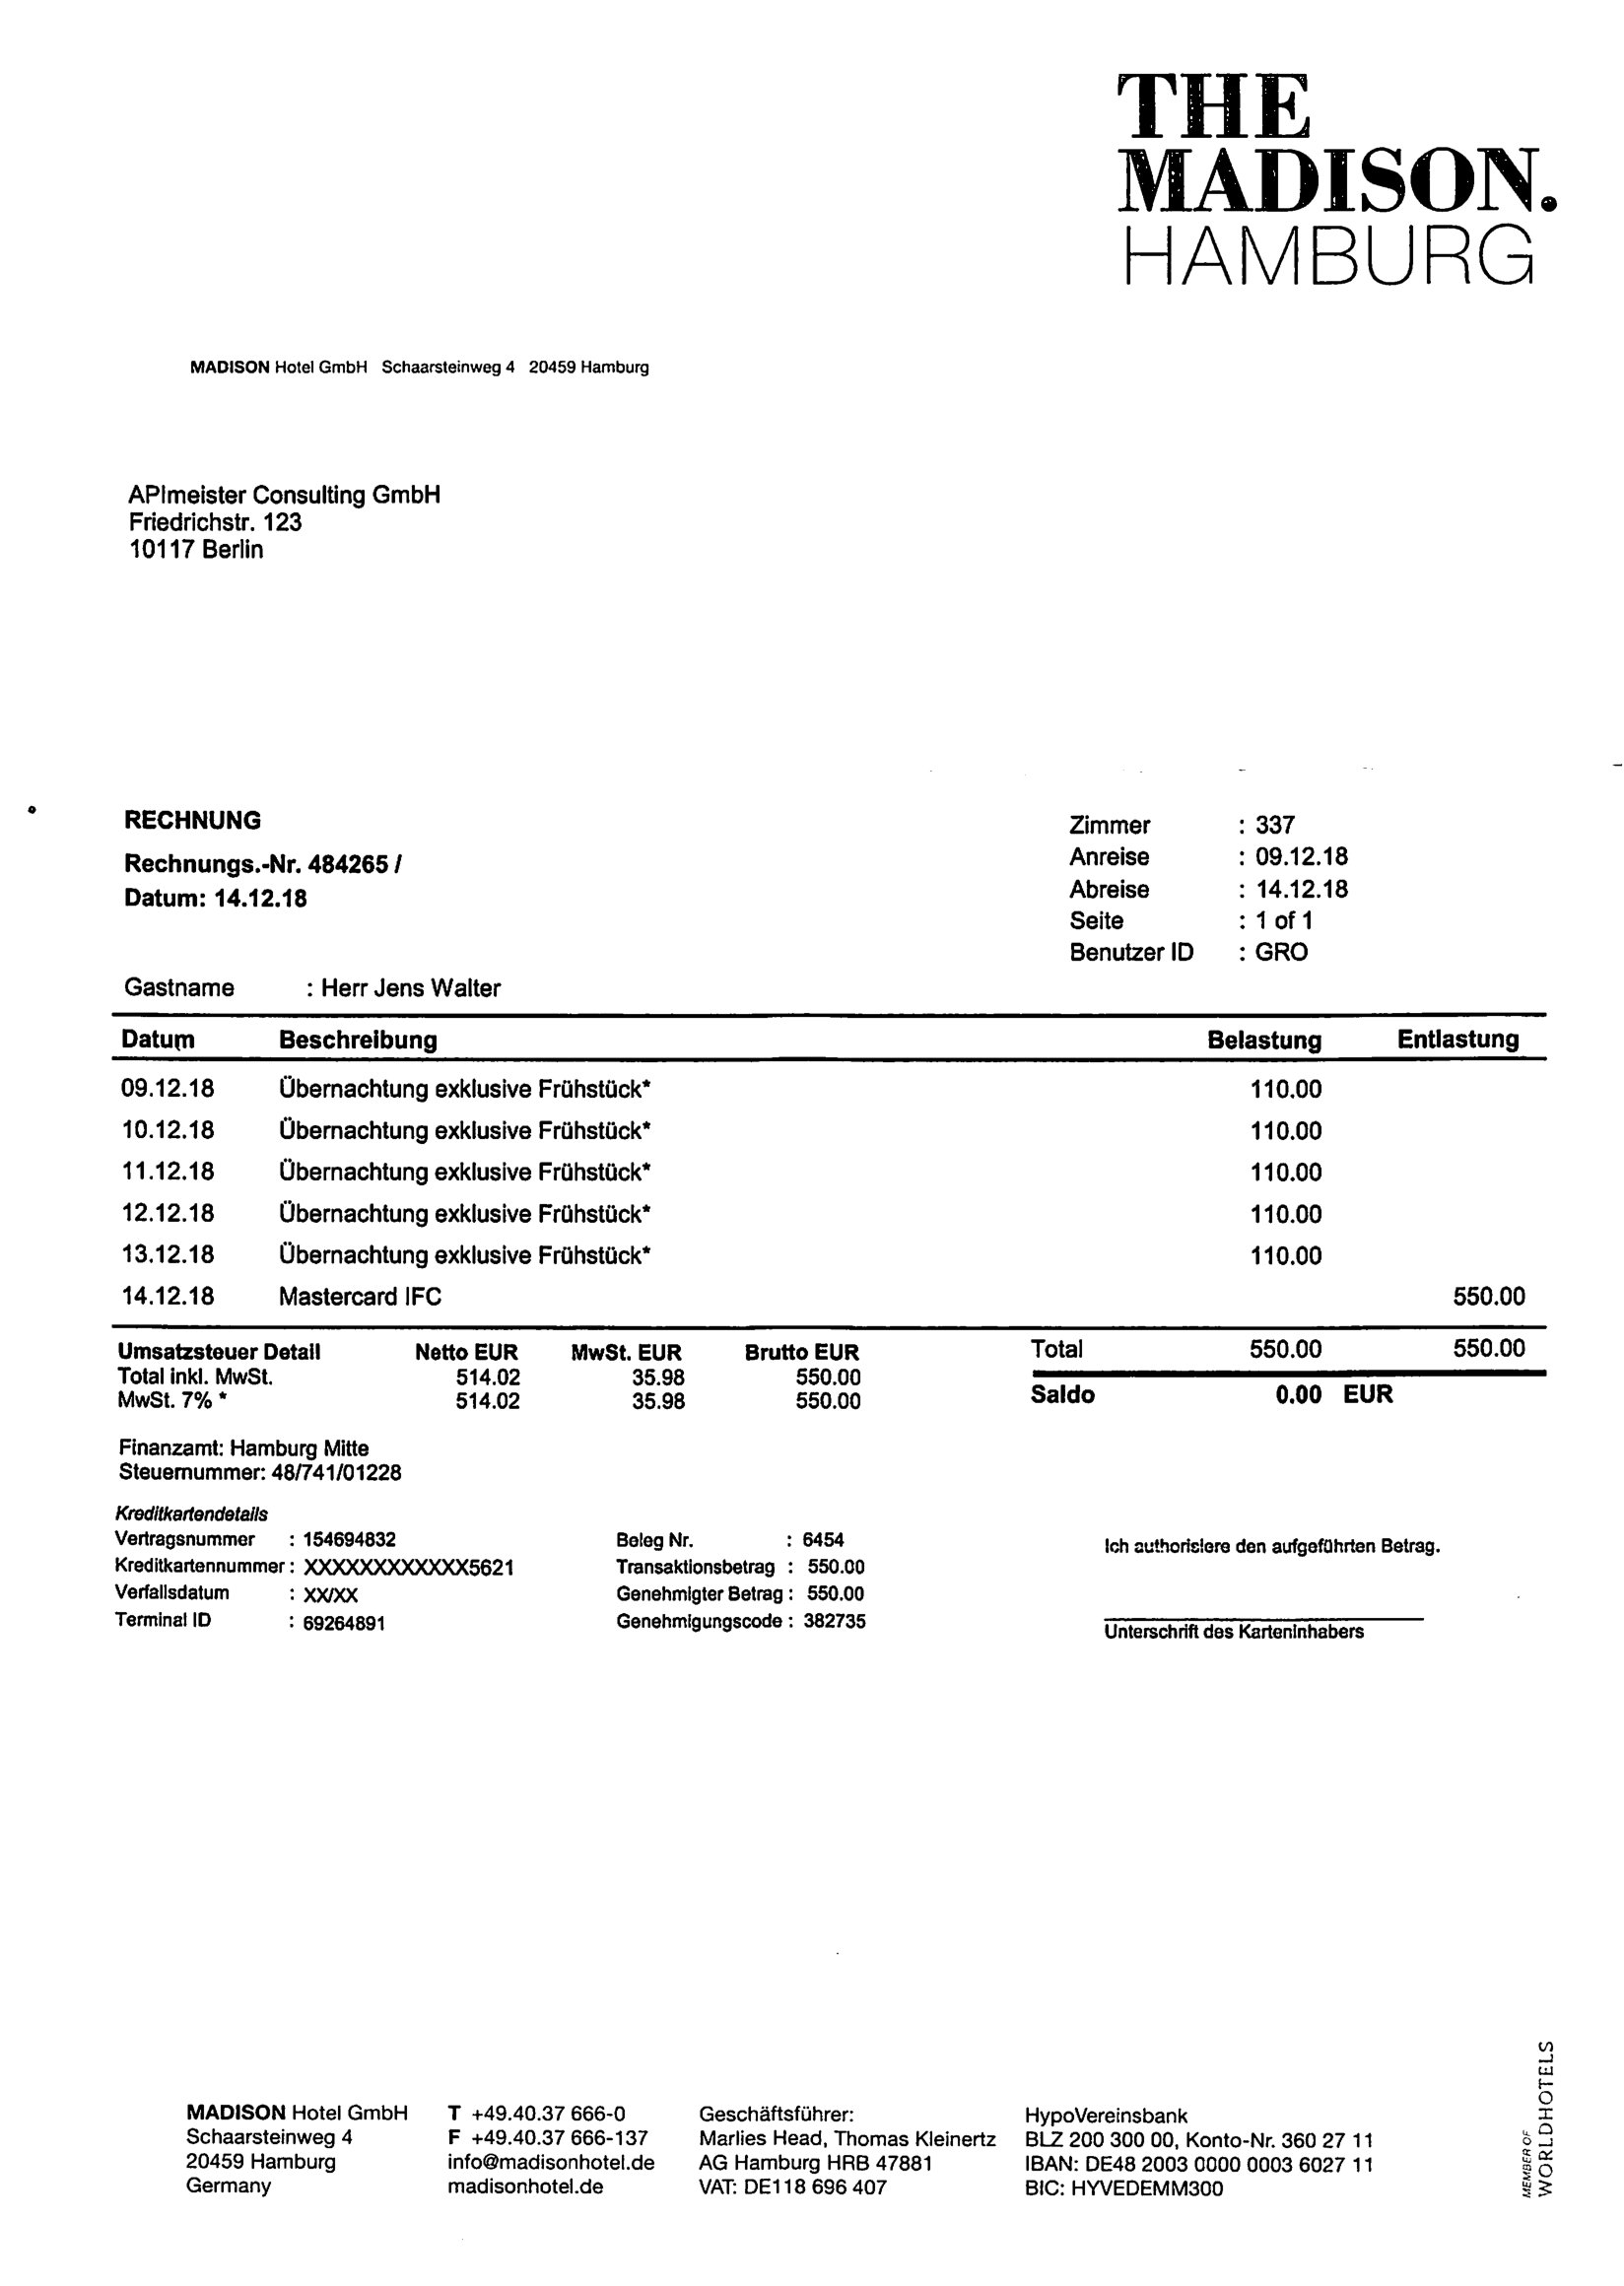 THE
MADISON.
HAMBURG
MADISON Hotel GmbH Schaarsteinweg 4 20459 Hamburg
APImeister Consulting GmbH
Friedrichstr. 123
10117 Berlin
RECHNUNG
Rechnungs.-Nr. 484265 /
Datum: 14.12.18
Zimmer : 337
Anreise : 09.12.18
Abreise : 14.12.18
Seite : 1 of 1
Benutzer ID : GRO
Gastname : Herr Jens Walter
Datum Beschreibung Belastung Entlastung
09.12.18 Übernachtung exklusive Frühstück* 110.00
10.12.18 Übernachtung exklusive Frühstück* 110.00
11.12.18 Übernachtung exklusive Frühstück* 110.00
12.12.18 Übernachtung exklusive Frühstück* 110.00
13.12.18 Übernachtung exklusive Frühstück* 110.00
14.12.18 Mastercard IFC 550.00
Total 550.00 550.00
Saldo 0.00 EUR
Umsatzsteuer Detail Netto EUR MwSt. EUR Brutto EUR
Total inkl. MwSt. 514.02 35.98 550.00
MwSt. 7% * 514.02 35.98 550.00
Finanzamt: Hamburg Mitte
Steuernummer: 48/741/01228
Kreditkartendetails
Vertragsnummer : 154694832
Kreditkartennummer : XXXXXXXXXXXX5621
Verfallsdatum : XX/XX
Terminal ID : 69264891
Beleg Nr. : 6454
Transaktionsbetrag : 550.00
Genehmigter Betrag : 550.00
Genehmigungscode : 382735
Ich authorisiere den aufgeführten Betrag.
Unterschrift des Karteninhabers
MADISON Hotel GmbH
Schaarsteinweg 4
20459 Hamburg
Germany
T +49.40.37 666-0
F +49.40.37 666-137
info@madisonhotel.de
madisonhotel.de
Geschäftsführer:
Marlies Head, Thomas Kleinertz
AG Hamburg HRB 47881
VAT: DE118 696 407
HypoVereinsbank
BLZ 200 300 00, Konto-Nr. 360 27 11
IBAN: DE48 2003 0000 0003 6027 11
BIC: HYVEDEMM300
MEMBER OF
WORLDHOTELS